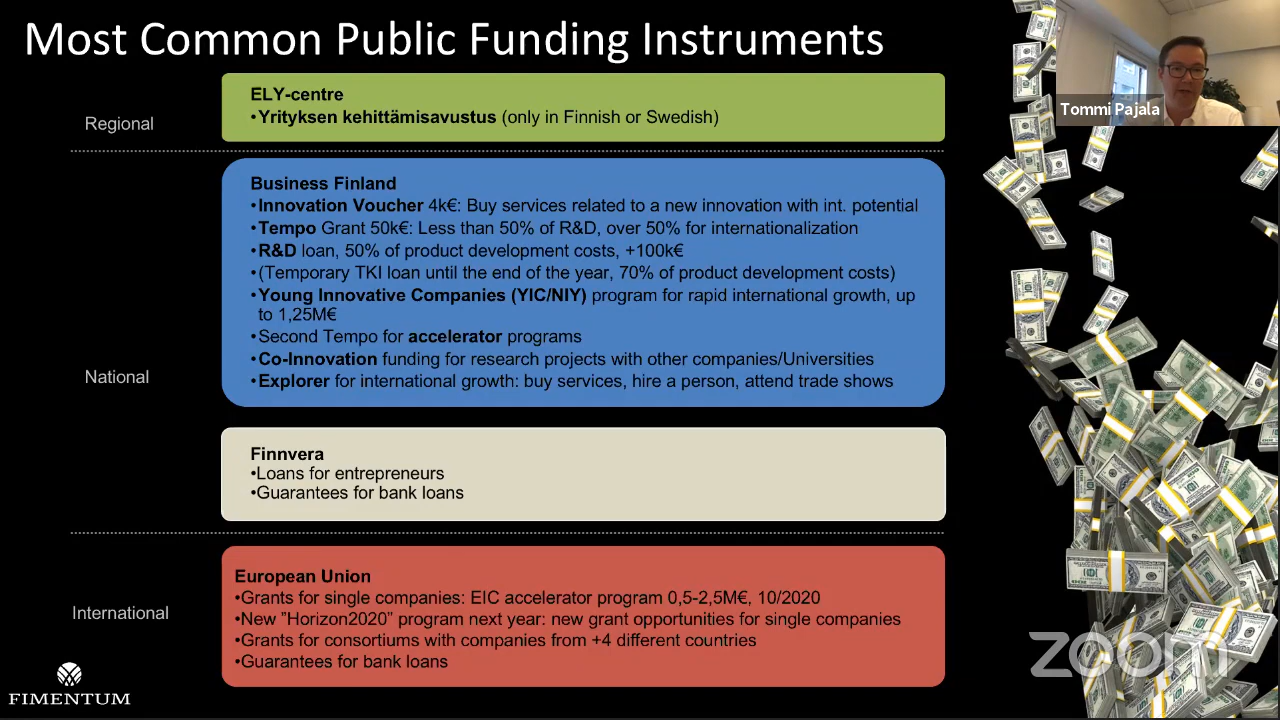 Most Common Public Funding Instruments
Tommi Pajala
Regional
ELY-centre
•Yrityksen kehittämisavustus (only in Finnish or Swedish)
National
Business Finland
•Innovation Voucher 4k€: Buy services related to a new innovation with int. potential
•Tempo Grant 50k€: Less than 50% of R&D, over 50% for internationalization
•R&D loan, 50% of product development costs, +100k€
•(Temporary TKI loan until the end of the year, 70% of product development costs)
•Young Innovative Companies (YIC/NIY) program for rapid international growth, up
to 1,25M€
•Second Tempo for accelerator programs
•Co-Innovation funding for research projects with other companies/Universities
•Explorer for international growth: buy services, hire a person, attend trade shows
Finnvera
•Loans for entrepreneurs
•Guarantees for bank loans
International
European Union
•Grants for single companies: EIC accelerator program 0,5-2,5M€, 10/2020
•New ”Horizon2020” program next year: new grant opportunities for single companies
•Grants for consortiums with companies from +4 different countries
•Guarantees for bank loans
FIMENTUM
zoom